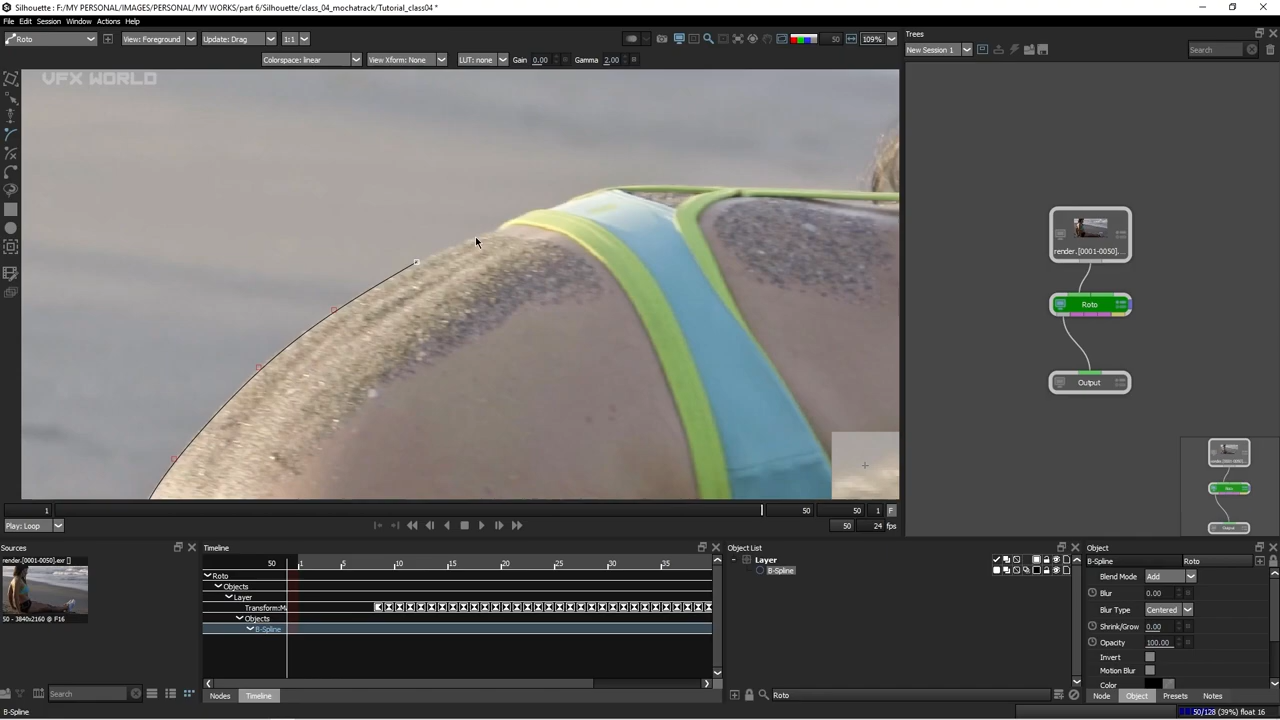 Silhouette : F:/MY PERSONAL/IMAGES/PERSONAL/MY WORKS/part 6/Silhouette/class_04_mochatrack/Tutorial_class04 *
File Edit Session Window Actions Help
Roto View: Foreground Update: Drag 1:1 50 109%
Colorspace: linear View Xform: None LUT: none Gain 0.00 Gamma 2.00
VFX WORLD
Trees
New Session 1 Search
render.[0001-0050]....
Roto
Output
1 50 50 1 F
Play: Loop 50 24 fps
Sources
render.[0001-0050].exr []
50 - 3840x2160 @ F16
Search
Timeline
50 1 5 10 15 20 25 30 35
Roto
Objects
Layer
Transform:M
Objects
B-Spline
Nodes Timeline
Object List
Layer
B-Spline
Roto
Object
B-Spline Roto
Blend Mode Add
Blur 0.00
Blur Type Centered
Shrink/Grow 0.00
Opacity 100.00
Invert
Motion Blur
Color
Node Object Presets Notes
B-Spline 50/128 (39%) float 16